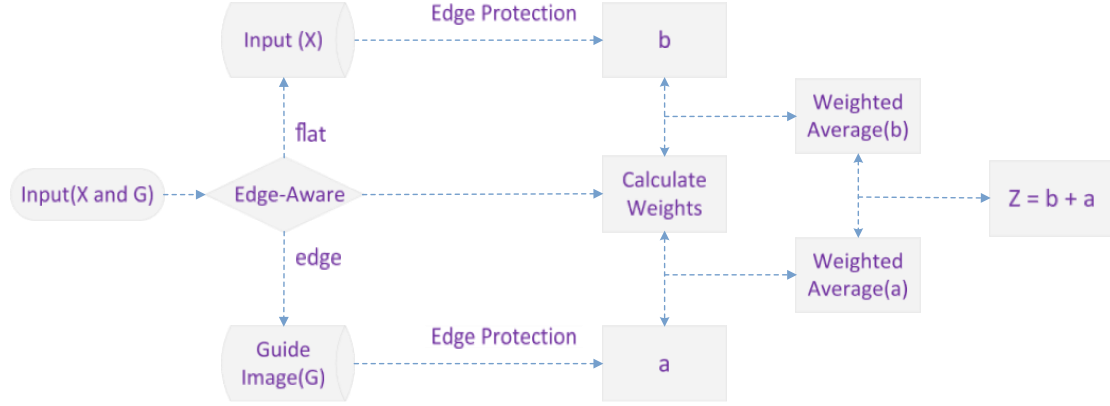 Edge Protection
Input (X)
b
Weighted
Average(b)
flat
Input(X and G)
Edge-Aware
Calculate
Weights
Z = b + a
edge
Weighted
Average(a)
Edge Protection
Guide
Image(G)
a